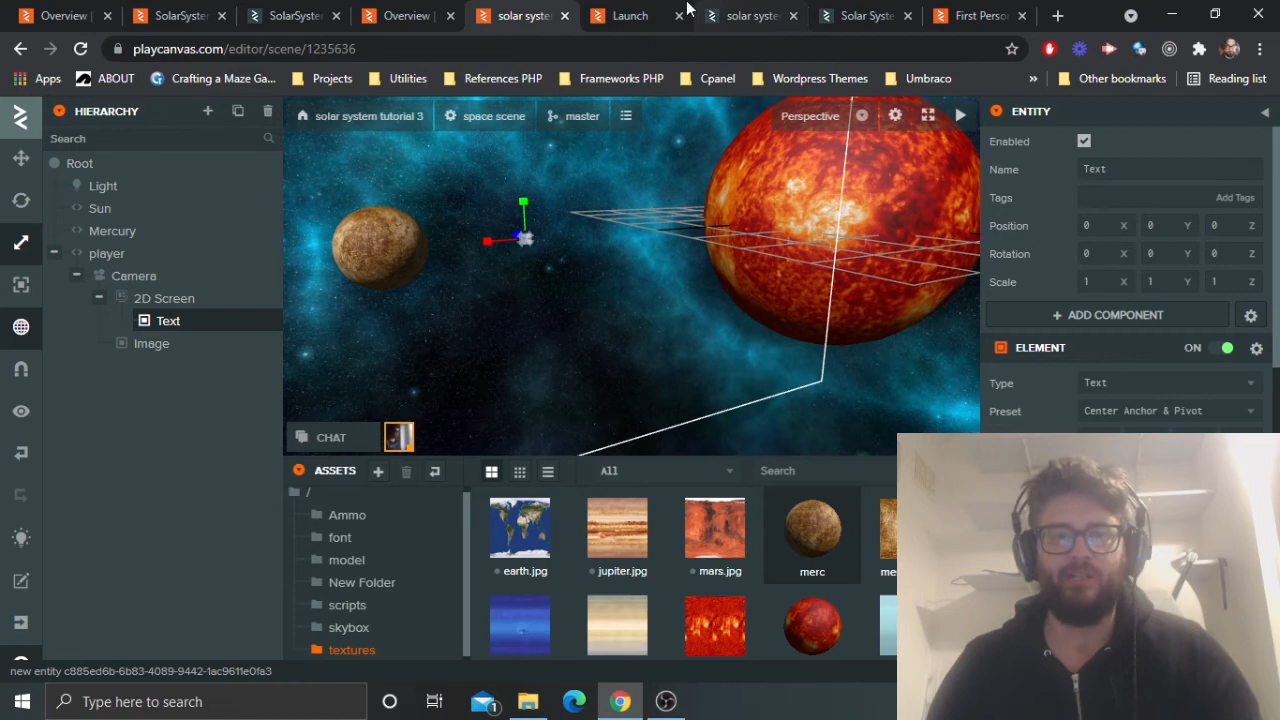 Overview |
SolarSystem
SolarSystem
Overview |
solar syste
Launch
solar syste
Solar Syste
First Perso
playcanvas.com/editor/scene/1235636
Apps
ABOUT
Crafting a Maze Ga...
Projects
Utilities
References PHP
Frameworks PHP
Cpanel
Wordpress Themes
Umbraco
»
Other bookmarks
Reading list
HIERARCHY
Search
Root
Light
Sun
Mercury
player
Camera
2D Screen
Text
Image
solar system tutorial 3
space scene
master
Perspective
ENTITY
Enabled
Name
Text
Tags
Add Tags
Position
0 X 0 Y 0 Z
Rotation
0 X 0 Y 0 Z
Scale
1 X 1 Y 1 Z
+ ADD COMPONENT
ELEMENT
ON
Type
Text
Preset
Center Anchor & Pivot
CHAT
ASSETS
All
Search
/
Ammo
font
model
New Folder
scripts
skybox
textures
earth.jpg
jupiter.jpg
mars.jpg
merc
new entity c885ed6b-6b83-4089-9442-1ac9611e0fa3
Type here to search
1